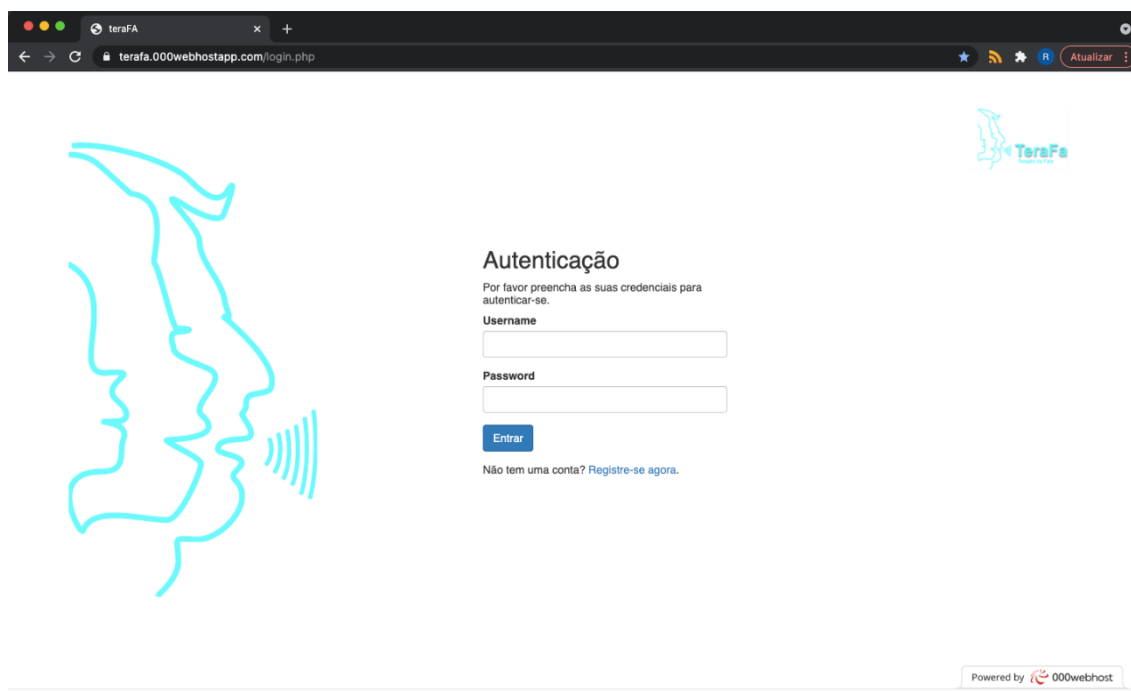 teraFA
terafa.000webhostapp.com/login.php
R
Atualizar
TeraFa
Autenticação
Por favor preencha as suas credenciais para
autenticar-se.
Username
Password
Entrar
Não tem uma conta? Registre-se agora.
Powered by 000webhost